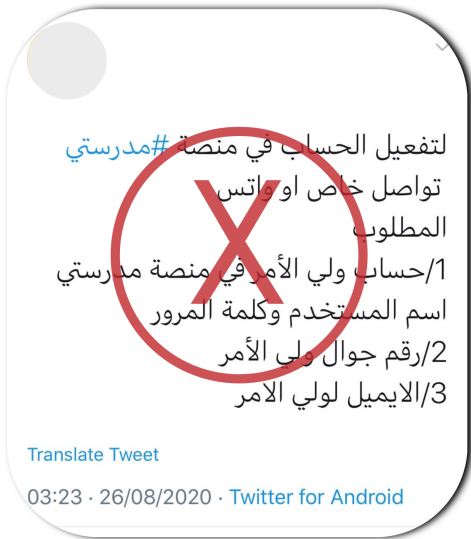 لتفعيل الحساب في منصة #مدرستي
تواصل خاص او واتس
المطلوب
1/حساب ولي الأمر في منصة مدرستي
اسم المستخدم وكلمة المرور
2/رقم جوال ولي الأمر
3/الايميل لولي الامر
Translate Tweet
03:23 · 26/08/2020 · Twitter for Android